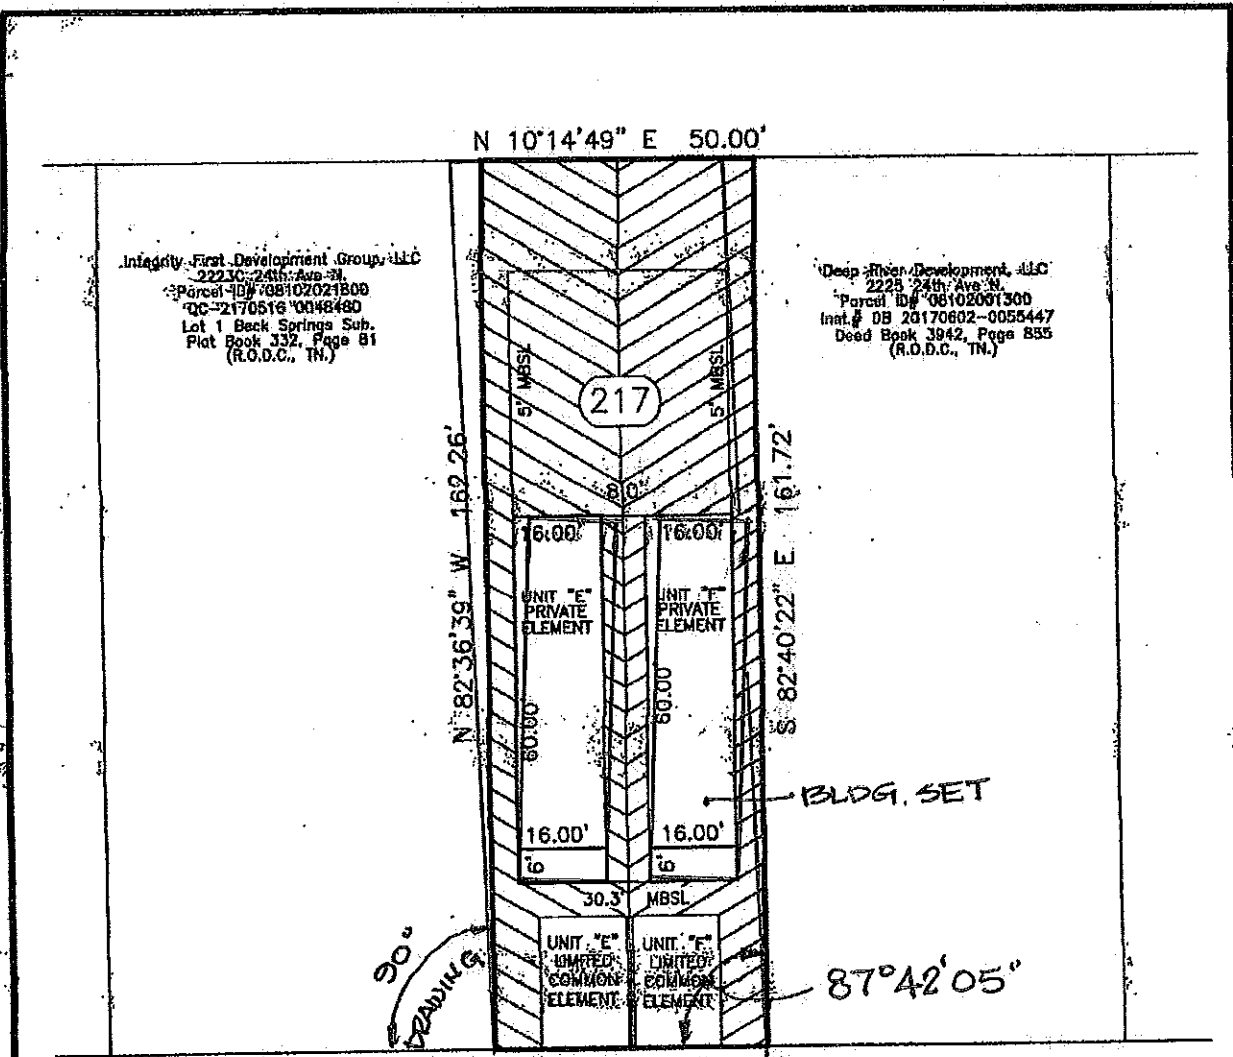 N 10°14'49" E 50.00'
Integrity First Development Group, LLC
2223C 24th Ave N.
Parcel ID# 08102021800
QC-2170516 0048460
Lot 1 Beck Springs Sub.
Plat Book 332, Page 81
(R.O.D.C., TN.)
Deep River Development, LLC
2225 24th Ave N.
Parcel ID# 08102001300
Inst.# DB 20170602-0055447
Deed Book 3942, Page 855
(R.O.D.C., TN.)
5' MBSL
217
5' MBSL
N 82°36'39" W 162.26'
S 82°40'22" E 161.72'
8.0'
16.00'
16.00'
UNIT "E"
PRIVATE
ELEMENT
UNIT "F"
PRIVATE
ELEMENT
60.00
60.00
BLDG. SET
16.00'
16.00'
6'
6'
30.3' MBSL
UNIT "E"
LIMITED
COMMON
ELEMENT
UNIT "F"
LIMITED
COMMON
ELEMENT
90°
DRAWING
87°42'05"